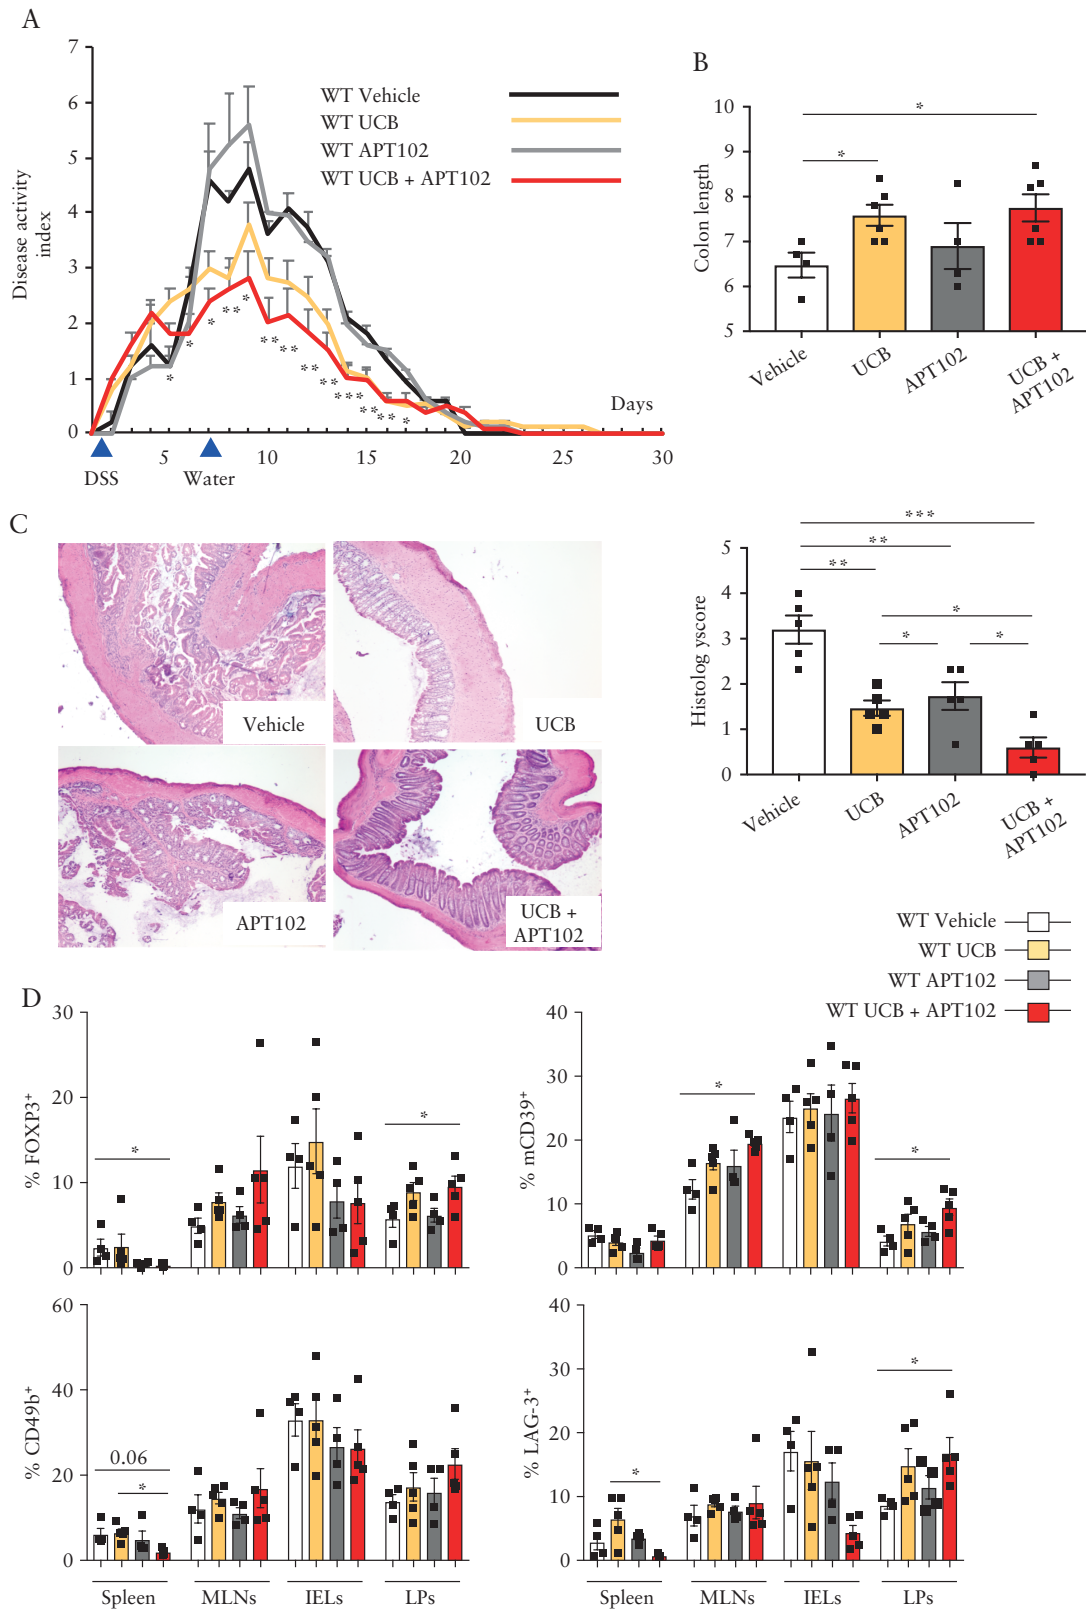 A
7
6
5
4
3
2
1
0
Disease activity
index
WT Vehicle
WT UCB
WT APT102
WT UCB + APT102
* * * ** * ** ** ** ** *** ** ** *
Days
5 10 15 20 25 30
DSS Water
B
10
9
8
7
6
5
Colon length
*
*
Vehicle
UCB
APT102
UCB +
APT102
C
Vehicle
UCB
APT102
UCB +
APT102
5
4
3
2
1
0
Histolog yscore
***
**
**
*
* *
Vehicle
UCB
APT102
UCB +
APT102
WT Vehicle
WT UCB
WT APT102
WT UCB + APT102
D
30
20
10
0
% FOXP3+
* *
40
30
20
10
0
% mCD39+
* *
60
40
20
0
% CD49b+
0.06
*
Spleen MLNs IELs LPs
40
30
20
10
0
% LAG-3+
* *
Spleen MLNs IELs LPs